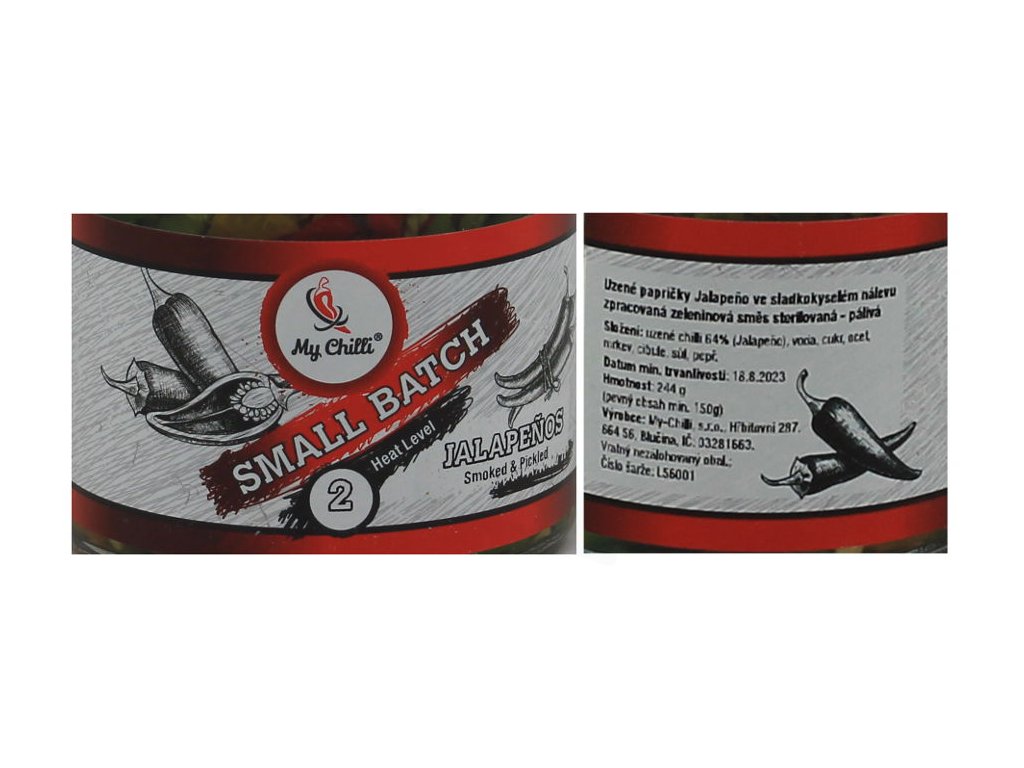 My Chilli®
SMALL BATCH
Heat Level
2
JALAPEÑOS
Smoked & Pickled
Uzené papričky Jalapeño ve sladkokyselém nálevu
zpracovaná zeleninová směs sterilovaná - pálivá
Složení: uzené chilli 64% (Jalapeño), voda, cukr, ocet,
mrkev, cibule, sůl, pepř.
Datum min. trvanlivosti: 18.8.2023
Hmotnost: 244 g
(pevný obsah min. 150g)
Výrobce: My-Chilli, s.r.o., Hřbitovní 287,
664 56, Blučina, IČ: 03281663.
Vratný nezálohovaný obal.;
Číslo šarže: LS6001